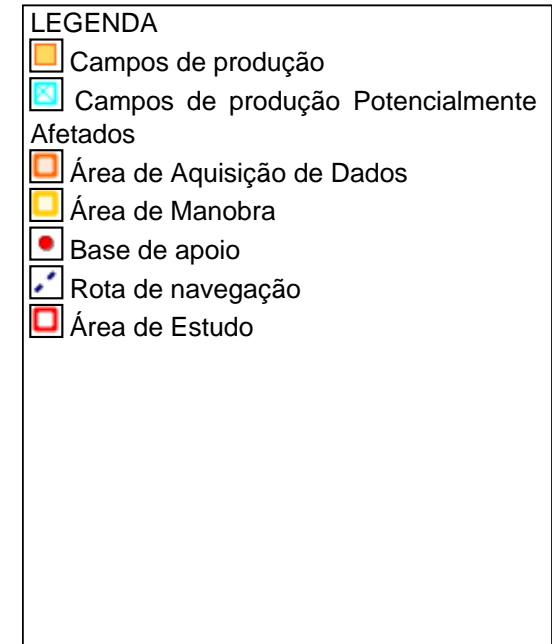 LEGENDA
Campos de produção
Campos de produção Potencialmente
Afetados
Área de Aquisição de Dados
Área de Manobra
Base de apoio
Rota de navegação
Área de Estudo